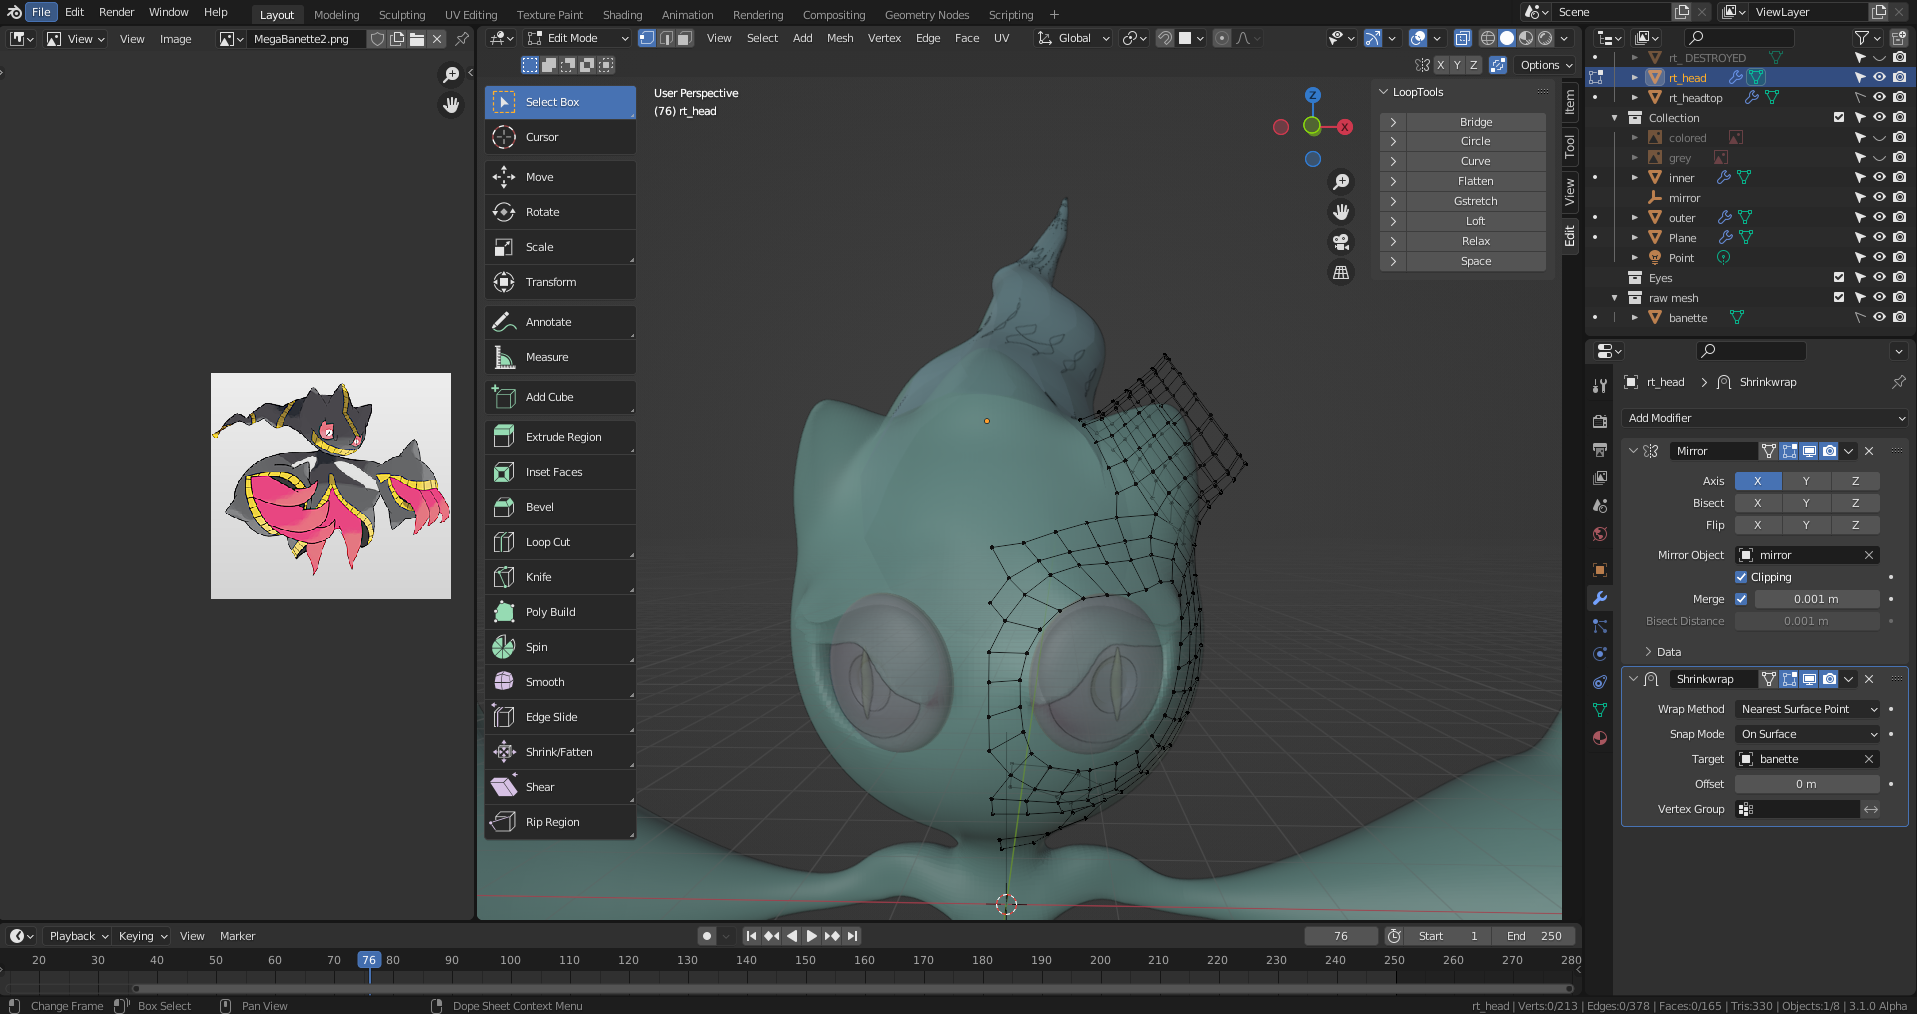 File Edit Render Window Help Layout Modeling Sculpting UV Editing Texture Paint Shading Animation Rendering Compositing Geometry Nodes Scripting + Scene ViewLayer
View View Image MegaBanette2.png Edit Mode View Select Add Mesh Vertex Edge Face UV Global
X Y Z Options
Select Box
Cursor
Move
Rotate
Scale
Transform
Annotate
Measure
Add Cube
Extrude Region
Inset Faces
Bevel
Loop Cut
Knife
Poly Build
Spin
Smooth
Edge Slide
Shrink/Fatten
Shear
Rip Region
User Perspective
(76) rt_head
Z
X
LoopTools
Bridge
Circle
Curve
Flatten
Gstretch
Loft
Relax
Space
Item
Tool
View
Edit
rt_DESTROYED
rt_head
rt_headtop
Collection
colored
grey
inner
mirror
outer
Plane
Point
Eyes
raw mesh
banette
rt_head Shrinkwrap
Add Modifier
Mirror
Axis X Y Z
Bisect X Y Z
Flip X Y Z
Mirror Object mirror
Clipping
Merge 0.001 m
Bisect Distance 0.001 m
Data
Shrinkwrap
Wrap Method Nearest Surface Point
Snap Mode On Surface
Target banette
Offset 0 m
Vertex Group
Playback Keying View Marker 76 Start 1 End 250
20 30 40 50 60 70 76 80 90 100 110 120 130 140 150 160 170 180 190 200 210 220 230 240 250 260 270 280
Change Frame Box Select Pan View Dope Sheet Context Menu rt_head | Verts:0/213 | Edges:0/378 | Faces:0/165 | Tris:330 | Objects:1/8 | 3.1.0 Alpha